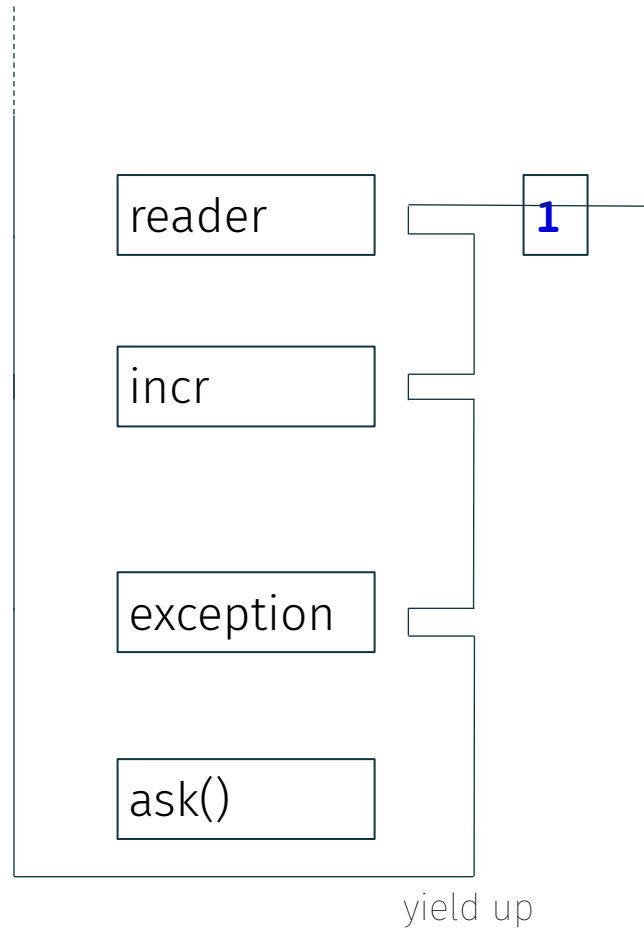 reader
1
incr
exception
ask()
yield up